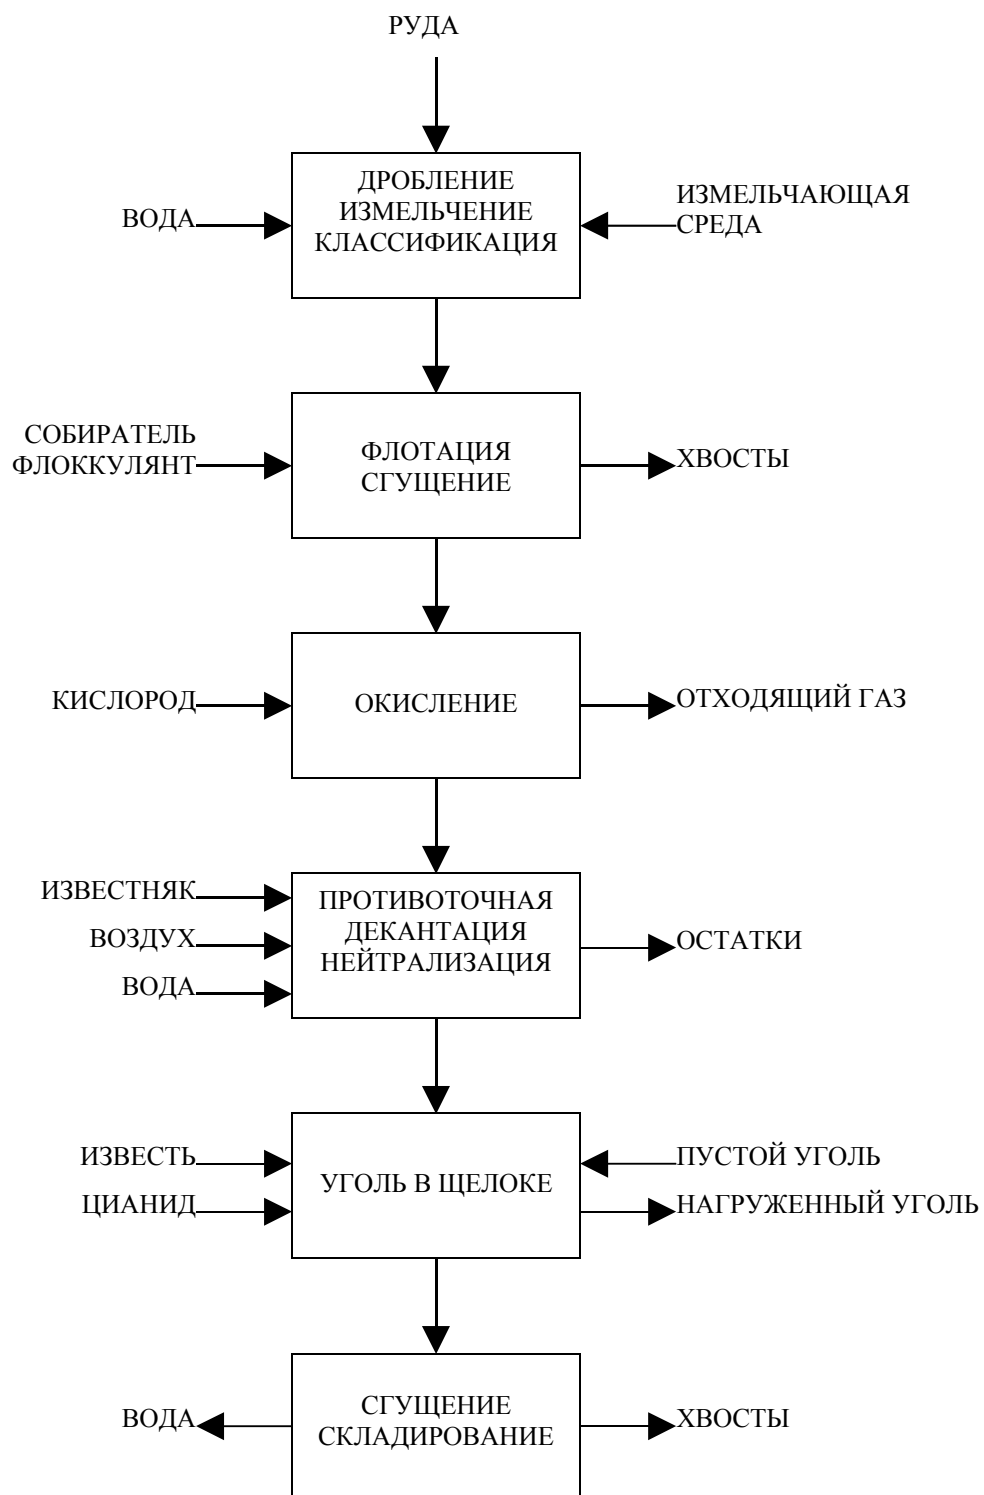 РУДА
ДРОБЛЕНИЕ
ИЗМЕЛЬЧЕНИЕ
КЛАССИФИКАЦИЯ
ВОДА
ИЗМЕЛЬЧАЮЩАЯ
СРЕДА
СОБИРАТЕЛЬ
ФЛОККУЛЯНТ
ФЛОТАЦИЯ
СГУЩЕНИЕ
ХВОСТЫ
КИСЛОРОД
ОКИСЛЕНИЕ
ОТХОДЯЩИЙ ГАЗ
ИЗВЕСТНЯК
ВОЗДУХ
ВОДА
ПРОТИВОТОЧНАЯ
ДЕКАНТАЦИЯ
НЕЙТРАЛИЗАЦИЯ
ОСТАТКИ
ИЗВЕСТЬ
ЦИАНИД
УГОЛЬ В ЩЕЛОКЕ
ПУСТОЙ УГОЛЬ
НАГРУЖЕННЫЙ УГОЛЬ
ВОДА
СГУЩЕНИЕ
СКЛАДИРОВАНИЕ
ХВОСТЫ